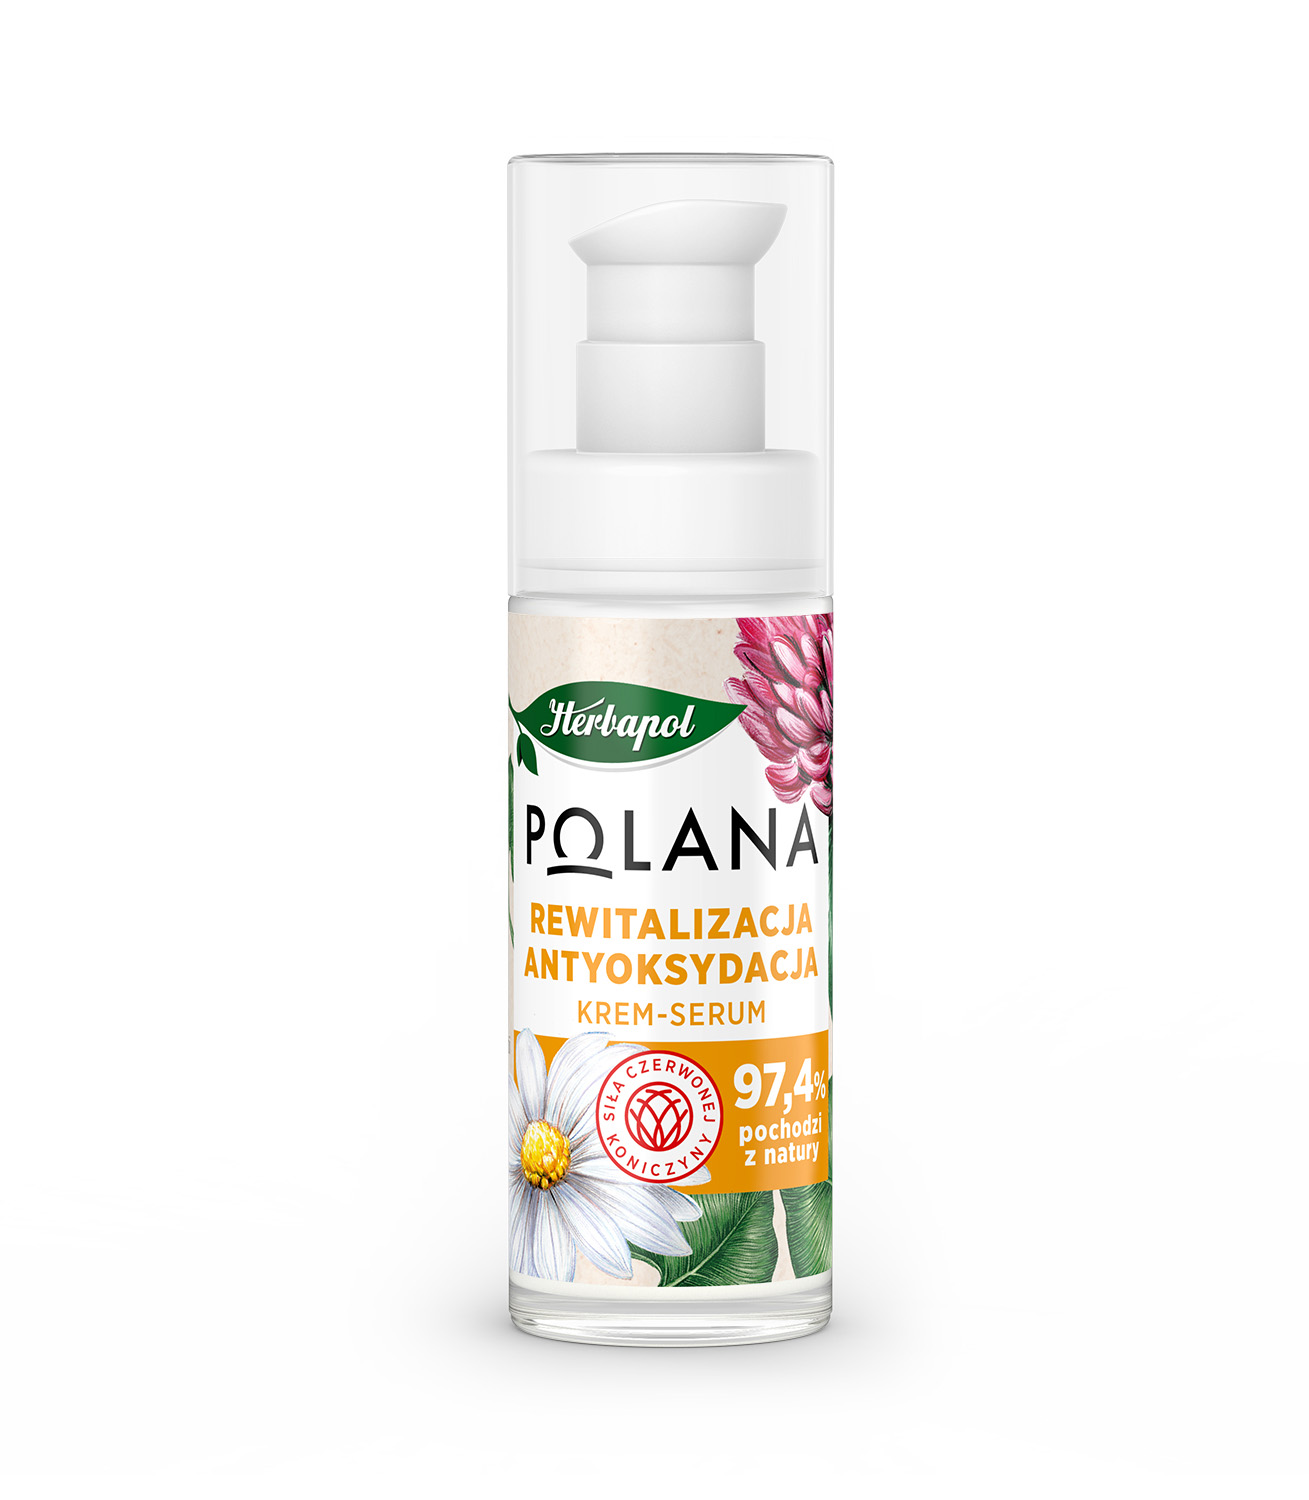 Herbapol
POLANA
REWITALIZACJA
ANTYOKSYDACJA
KREM-SERUM
SIŁA CZERWONEJ
KONICZYNY
97,4%
pochodzi
z natury